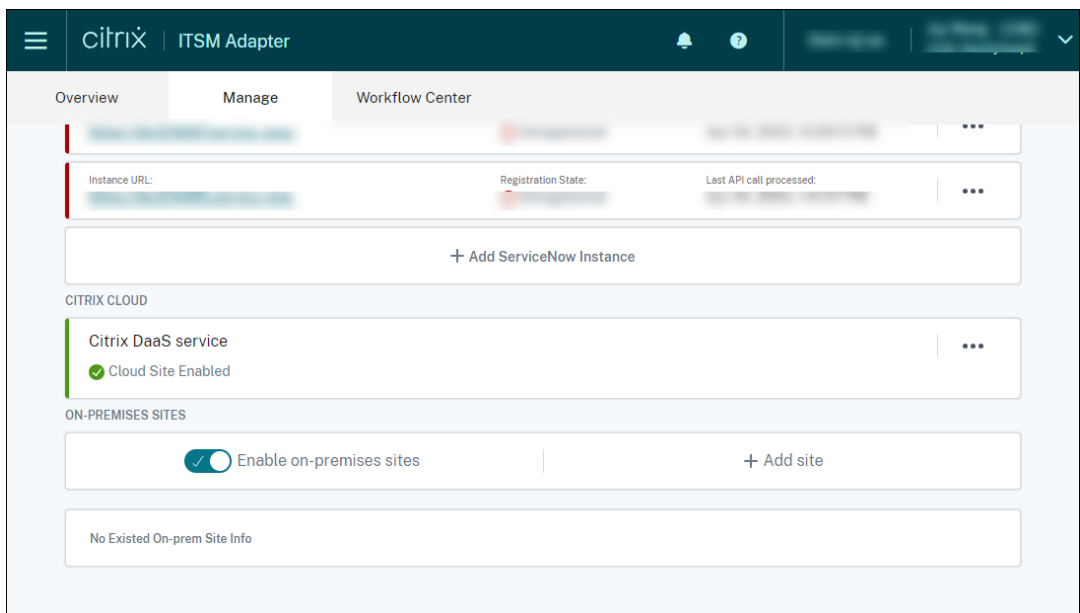 citrix ITSM Adapter
Overview Manage Workflow Center
Instance URL: Registration State: Last API call processed:
+ Add ServiceNow Instance
CITRIX CLOUD
Citrix DaaS service
Cloud Site Enabled
ON-PREMISES SITES
Enable on-premises sites + Add site
No Existed On-prem Site Info